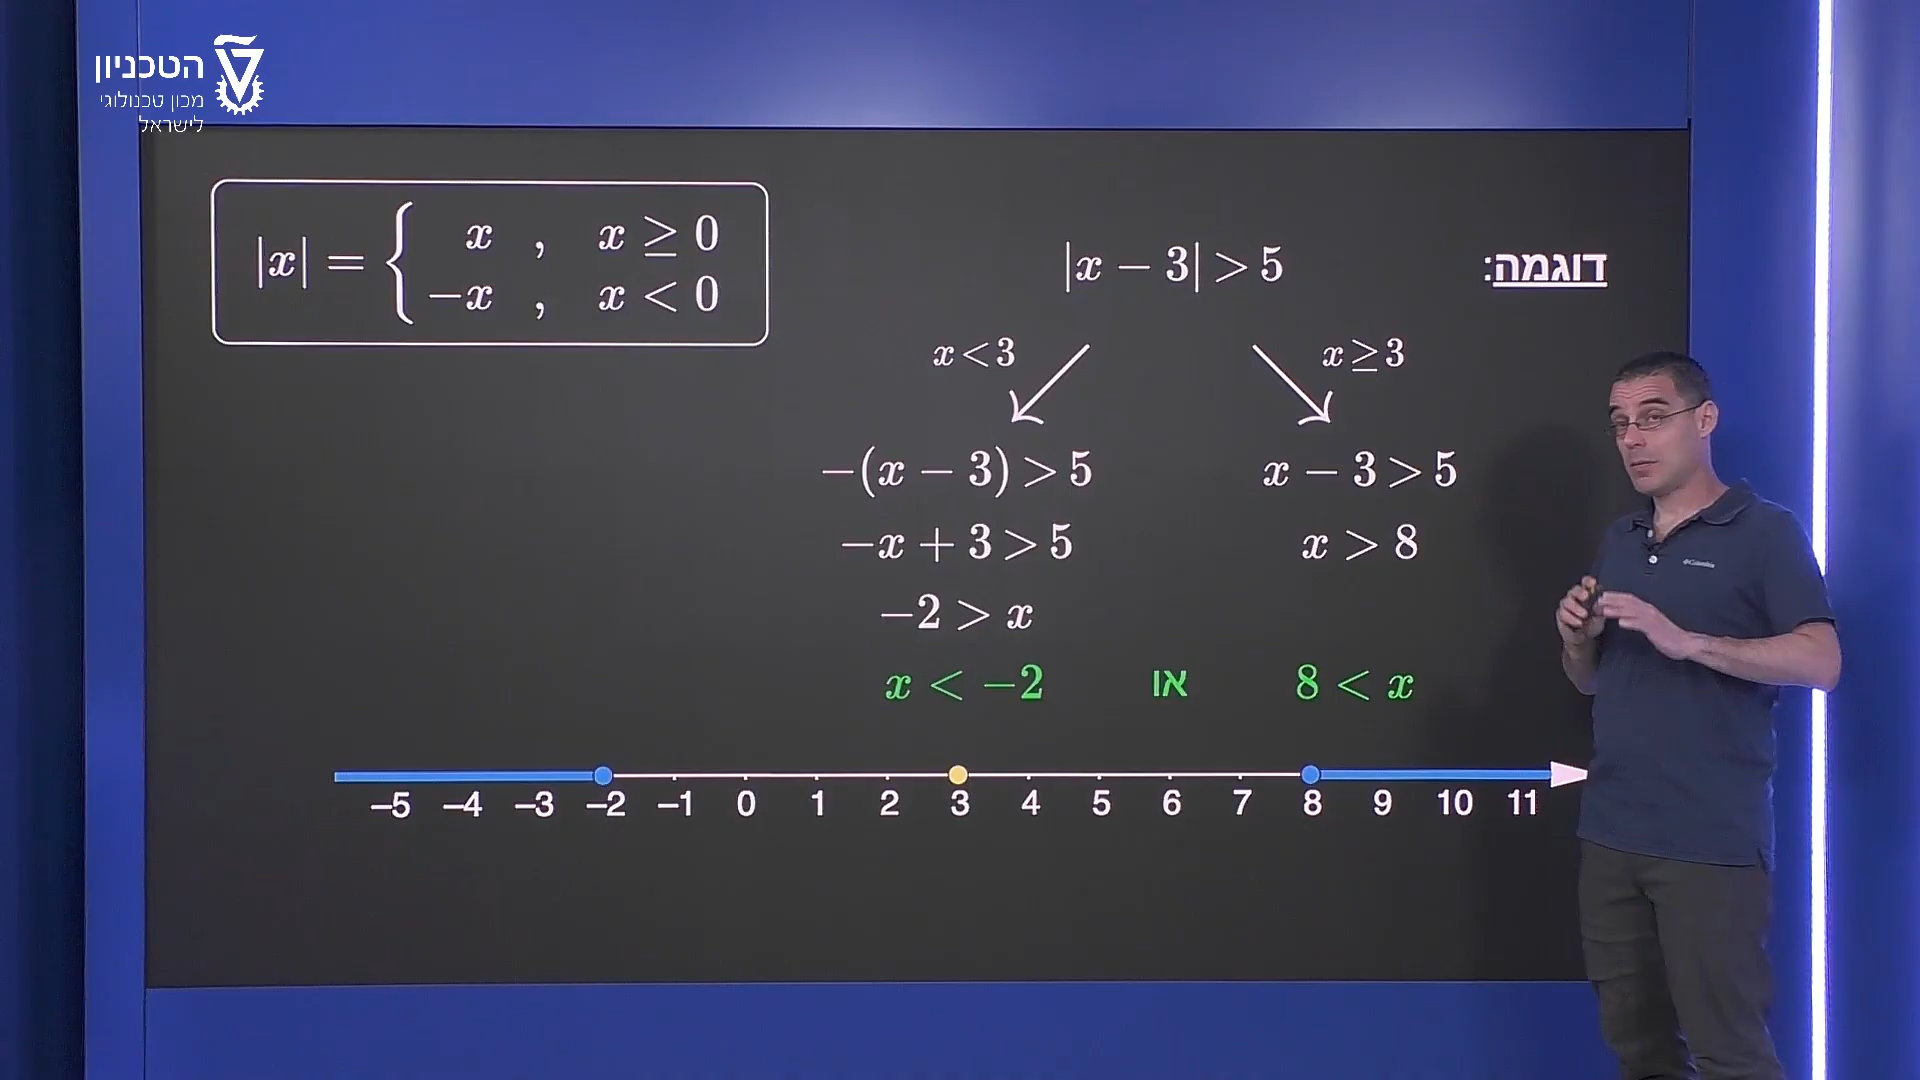 הטכניון
מכון טכנולוגי
לישראל
|x| = { x , x ≥ 0
−x , x < 0
דוגמה:
|x − 3| > 5
x < 3
x ≥ 3
−(x − 3) > 5
x − 3 > 5
−x + 3 > 5
x > 8
−2 > x
x < −2 או 8 < x
−5 −4 −3 −2 −1 0 1 2 3 4 5 6 7 8 9 10 11
Columbia